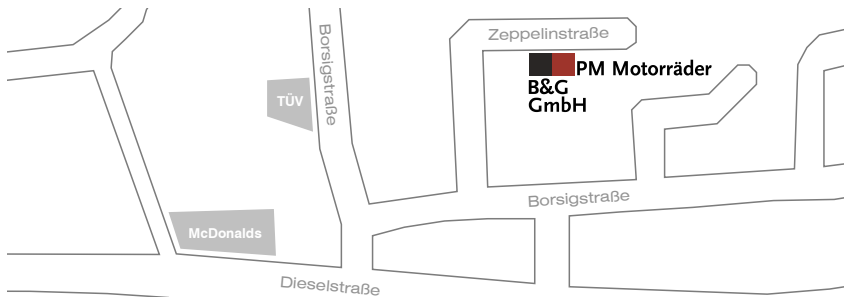 Zeppelinstraße
Borsigstraße
PM Motorräder
B&G
GmbH
TÜV
Borsigstraße
McDonalds
Dieselstraße